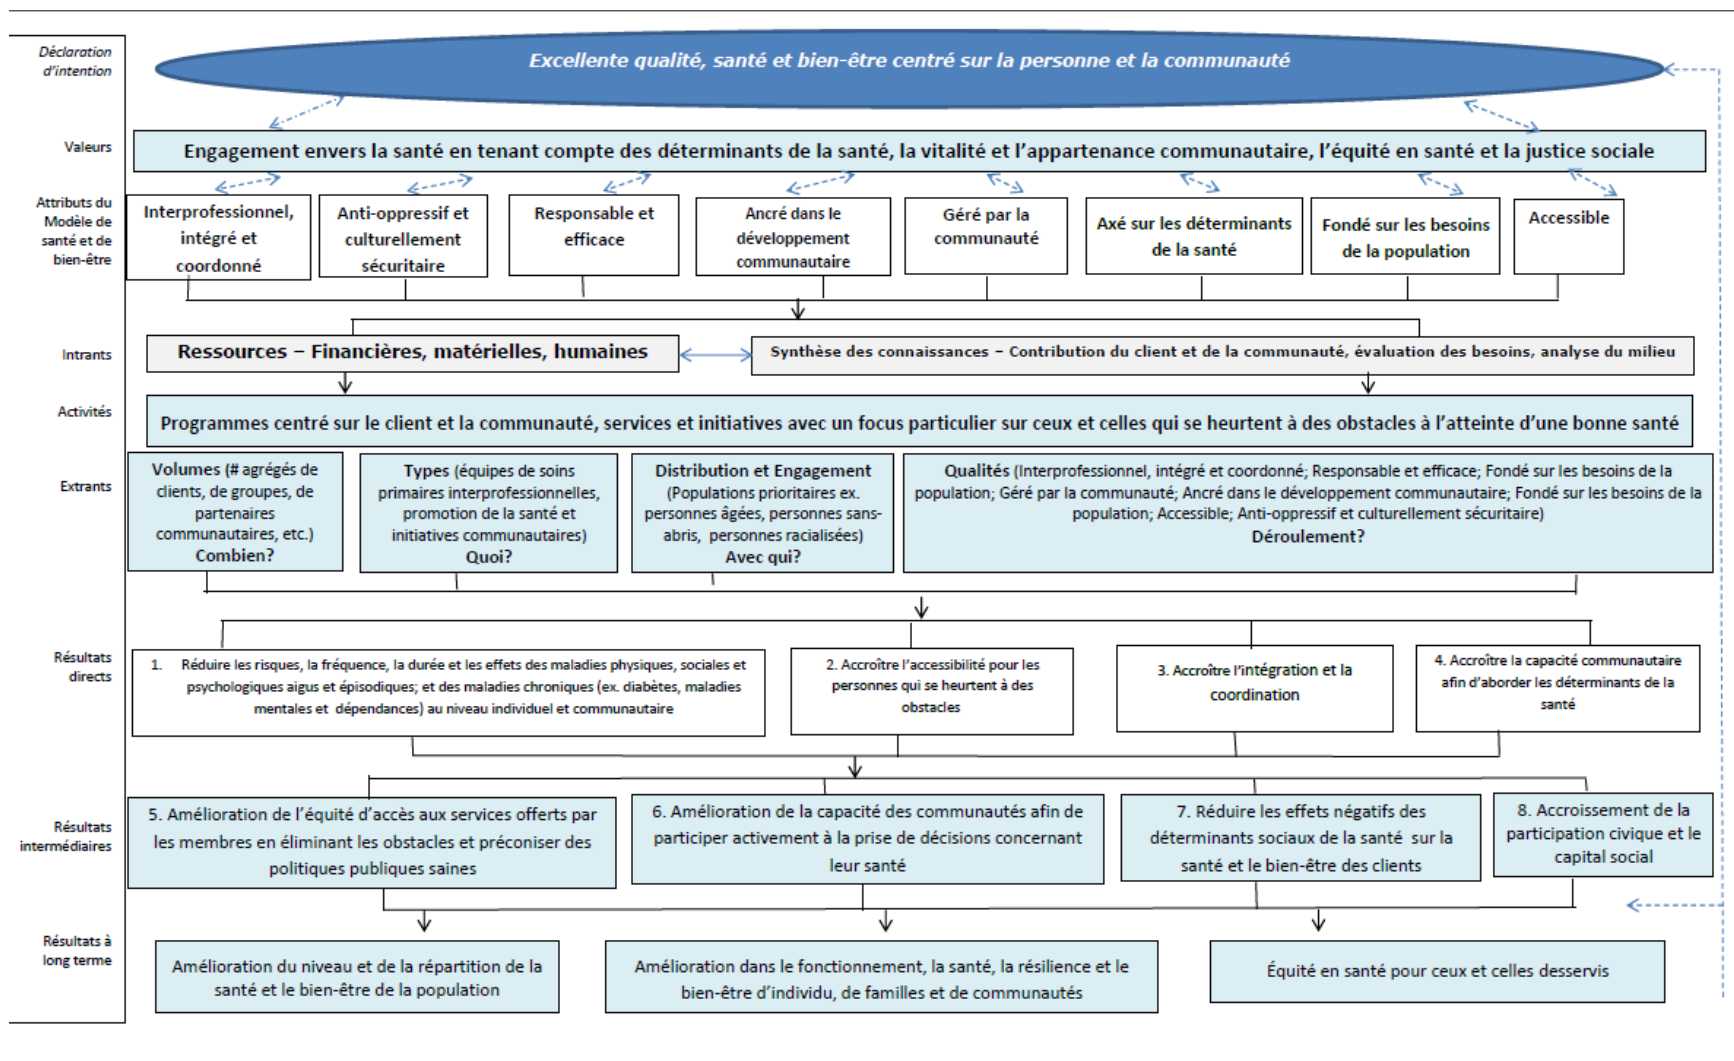 Déclaration
d'intention
Excellente qualité, santé et bien-être centré sur la personne et la communauté
Valeurs
Engagement envers la santé en tenant compte des déterminants de la santé, la vitalité et l'appartenance communautaire, l'équité en santé et la justice sociale
Attributs du
Modèle de
santé et de
bien-être
Interprofessionnel,
intégré et
coordonné
Anti-oppressif et
culturellement
sécuritaire
Responsable et
efficace
Ancré dans le
développement
communautaire
Géré par la
communauté
Axé sur les déterminants
de la santé
Fondé sur les besoins
de la population
Accessible
Intrants
Ressources – Financières, matérielles, humaines
Synthèse des connaissances – Contribution du client et de la communauté, évaluation des besoins, analyse du milieu
Activités
Programmes centré sur le client et la communauté, services et initiatives avec un focus particulier sur ceux et celles qui se heurtent à des obstacles à l'atteinte d'une bonne santé
Extrants
Volumes (# agrégés de
clients, de groupes, de
partenaires
communautaires, etc.)
Combien?
Types (équipes de soins
primaires interprofessionnelles,
promotion de la santé et
initiatives communautaires)
Quoi?
Distribution et Engagement
(Populations prioritaires ex.
personnes âgées, personnes sans-
abris, personnes racialisées)
Avec qui?
Qualités (Interprofessionnel, intégré et coordonné; Responsable et efficace; Fondé sur les besoins de la
population; Géré par la communauté; Ancré dans le développement communautaire; Fondé sur les besoins de la
population; Accessible; Anti-oppressif et culturellement sécuritaire)
Déroulement?
Résultats
directs
1. Réduire les risques, la fréquence, la durée et les effets des maladies physiques, sociales et
psychologiques aigus et épisodiques; et des maladies chroniques (ex. diabètes, maladies
mentales et dépendances) au niveau individuel et communautaire
2. Accroître l'accessibilité pour les
personnes qui se heurtent à des
obstacles
3. Accroître l'intégration et la
coordination
4. Accroître la capacité communautaire
afin d'aborder les déterminants de la
santé
Résultats
intermédiaires
5. Amélioration de l'équité d'accès aux services offerts par
les membres en éliminant les obstacles et préconiser des
politiques publiques saines
6. Amélioration de la capacité des communautés afin de
participer activement à la prise de décisions concernant
leur santé
7. Réduire les effets négatifs des
déterminants sociaux de la santé sur la
santé et le bien-être des clients
8. Accroissement de la
participation civique et le
capital social
Résultats à
long terme
Amélioration du niveau et de la répartition de la
santé et le bien-être de la population
Amélioration dans le fonctionnement, la santé, la résilience et le
bien-être d'individu, de familles et de communautés
Équité en santé pour ceux et celles desservis